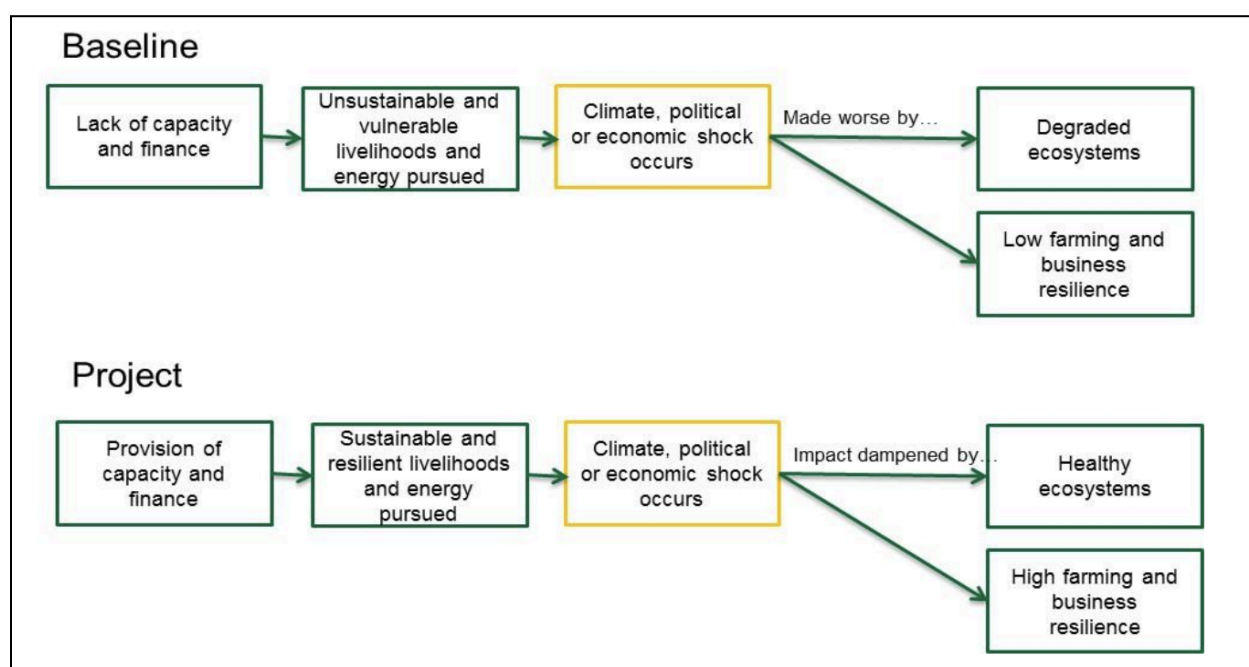 Baseline
Lack of capacity
and finance
Unsustainable and
vulnerable
livelihoods and
energy pursued
Climate, political
or economic shock
occurs
Made worse by…
Degraded
ecosystems
Low farming and
business
resilience
Project
Provision of
capacity and
finance
Sustainable and
resilient livelihoods
and energy
pursued
Climate, political
or economic shock
occurs
Impact dampened by…
Healthy
ecosystems
High farming and
business
resilience